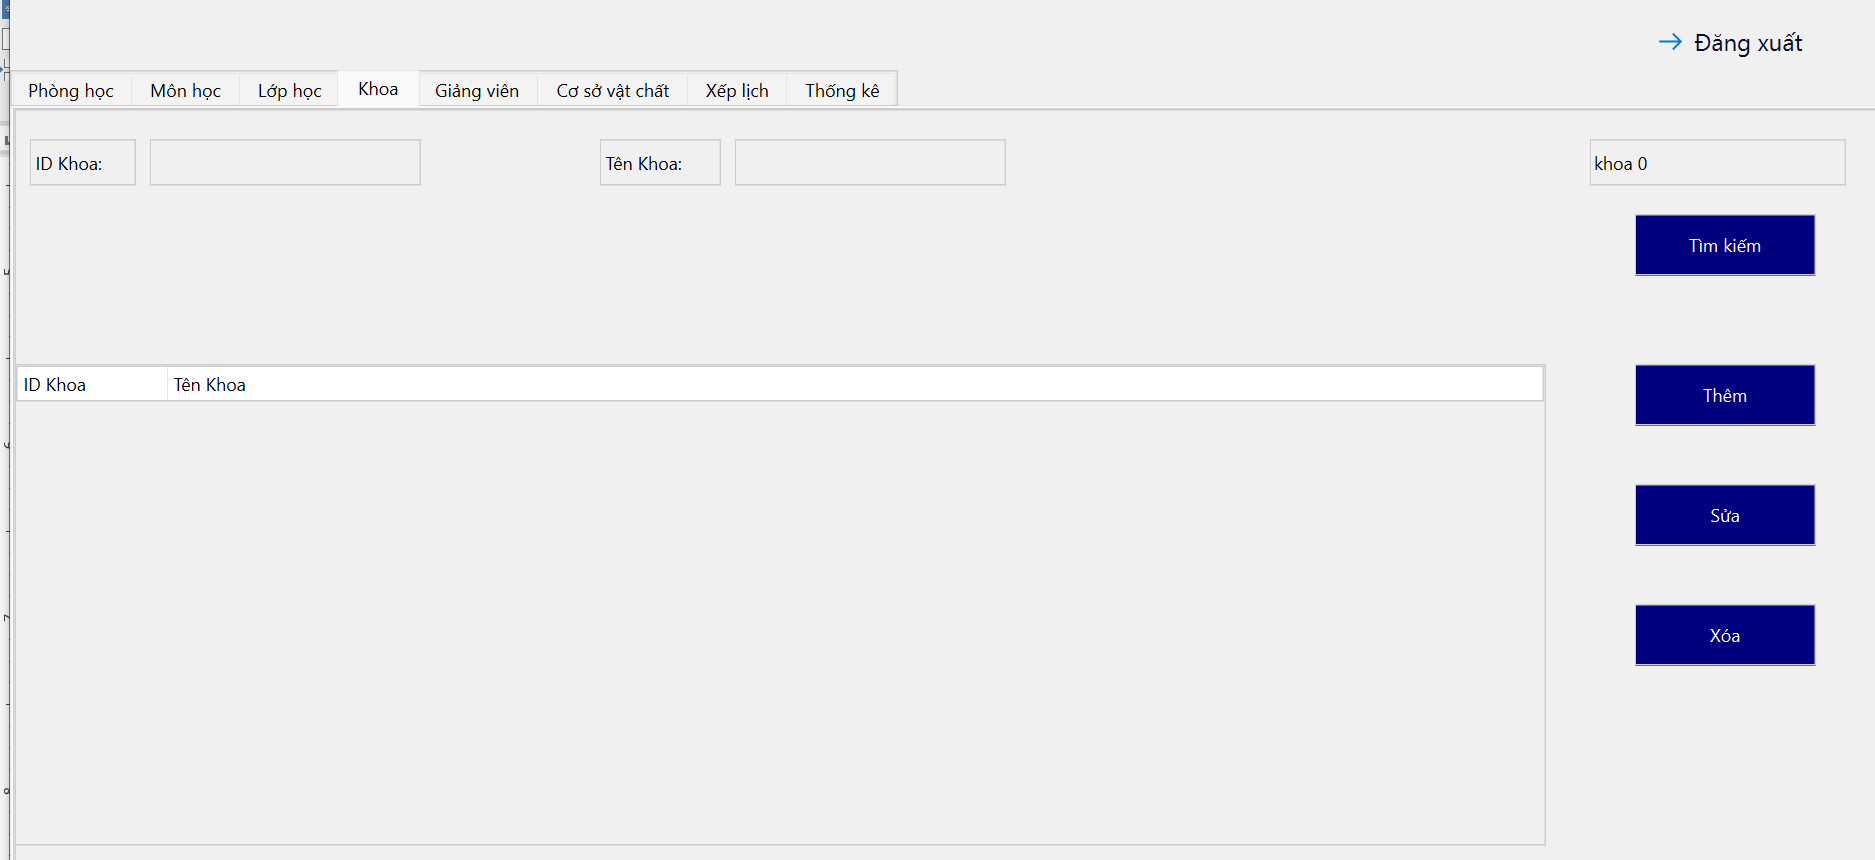 Đăng xuất
Phòng học Môn học Lớp học Khoa Giảng viên Cơ sở vật chất Xếp lịch Thống kê
ID Khoa: Tên Khoa: khoa 0
Tìm kiếm
ID Khoa Tên Khoa
Thêm
Sửa
Xóa